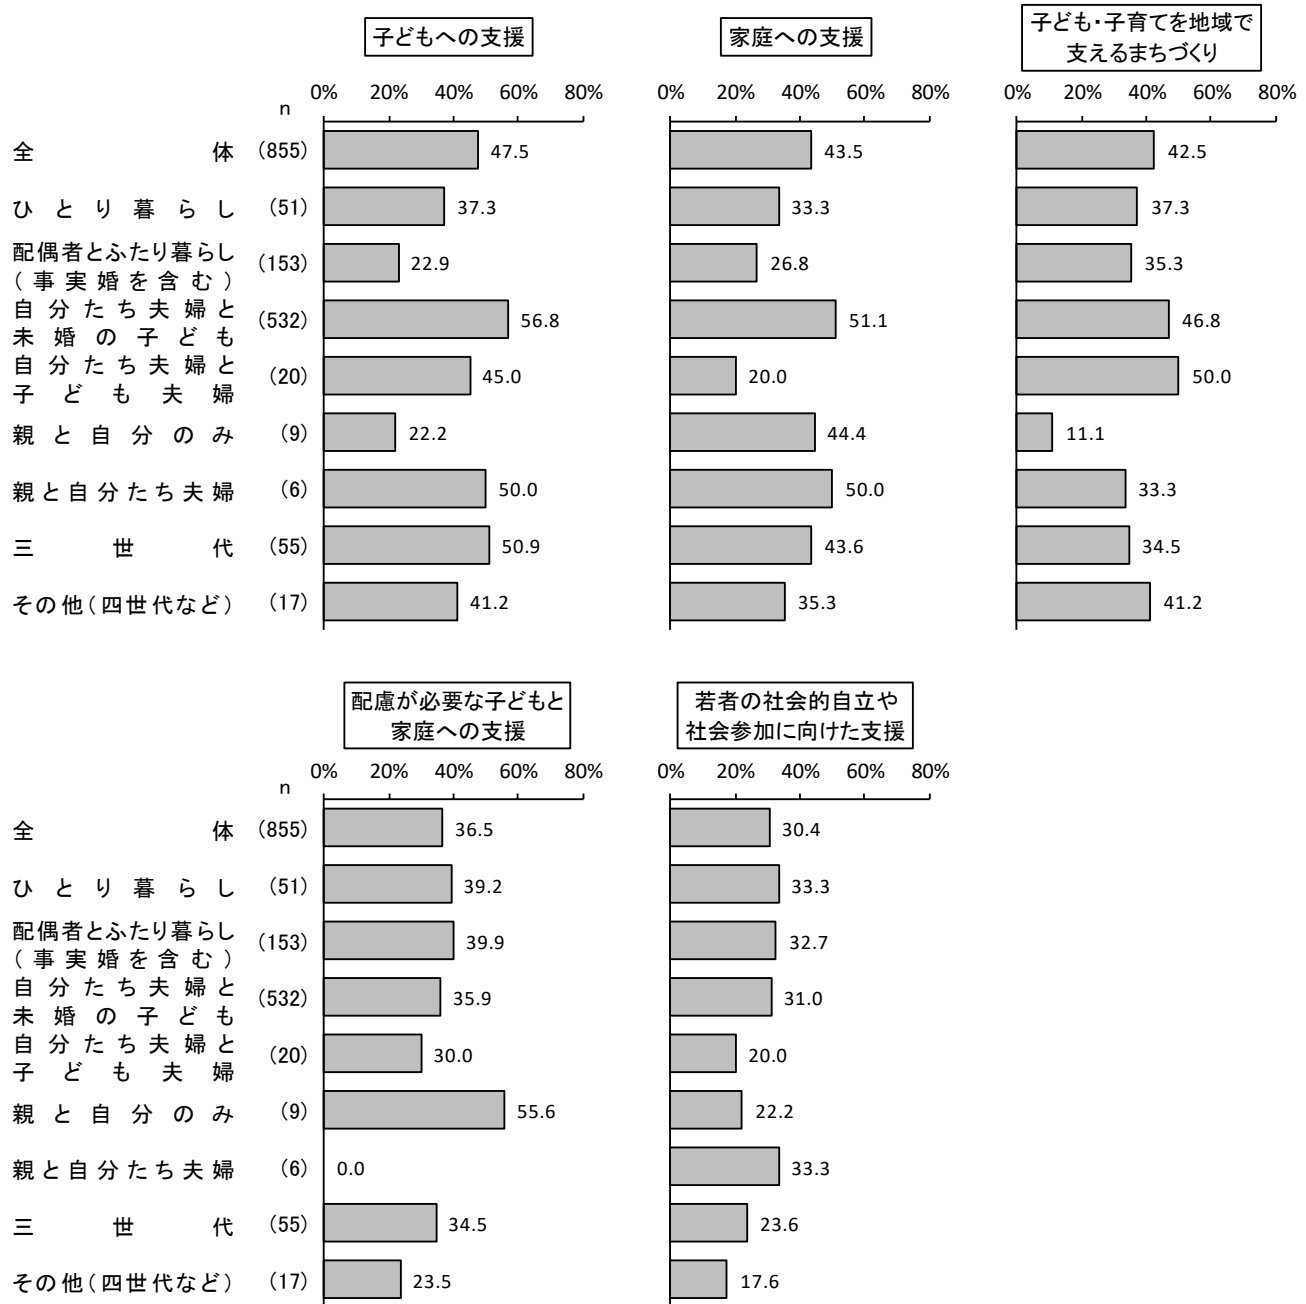 子どもへの支援
家庭への支援
子ども・子育てを地域で
支えるまちづくり
n
0% 20% 40% 60% 80%
0% 20% 40% 60% 80%
0% 20% 40% 60% 80%
全体 (855) 47.5 43.5 42.5
ひとり暮らし (51) 37.3 33.3 37.3
配偶者とふたり暮らし
(事実婚を含む) (153) 22.9 26.8 35.3
自分たち夫婦と
未婚の子ども (532) 56.8 51.1 46.8
自分たち夫婦と
子ども夫婦 (20) 45.0 20.0 50.0
親と自分のみ (9) 22.2 44.4 11.1
親と自分たち夫婦 (6) 50.0 50.0 33.3
三世代 (55) 50.9 43.6 34.5
その他(四世代など) (17) 41.2 35.3 41.2
配慮が必要な子どもと
家庭への支援
若者の社会的自立や
社会参加に向けた支援
n
0% 20% 40% 60% 80%
0% 20% 40% 60% 80%
全体 (855) 36.5 30.4
ひとり暮らし (51) 39.2 33.3
配偶者とふたり暮らし
(事実婚を含む) (153) 39.9 32.7
自分たち夫婦と
未婚の子ども (532) 35.9 31.0
自分たち夫婦と
子ども夫婦 (20) 30.0 20.0
親と自分のみ (9) 55.6 22.2
親と自分たち夫婦 (6) 0.0 33.3
三世代 (55) 34.5 23.6
その他(四世代など) (17) 23.5 17.6